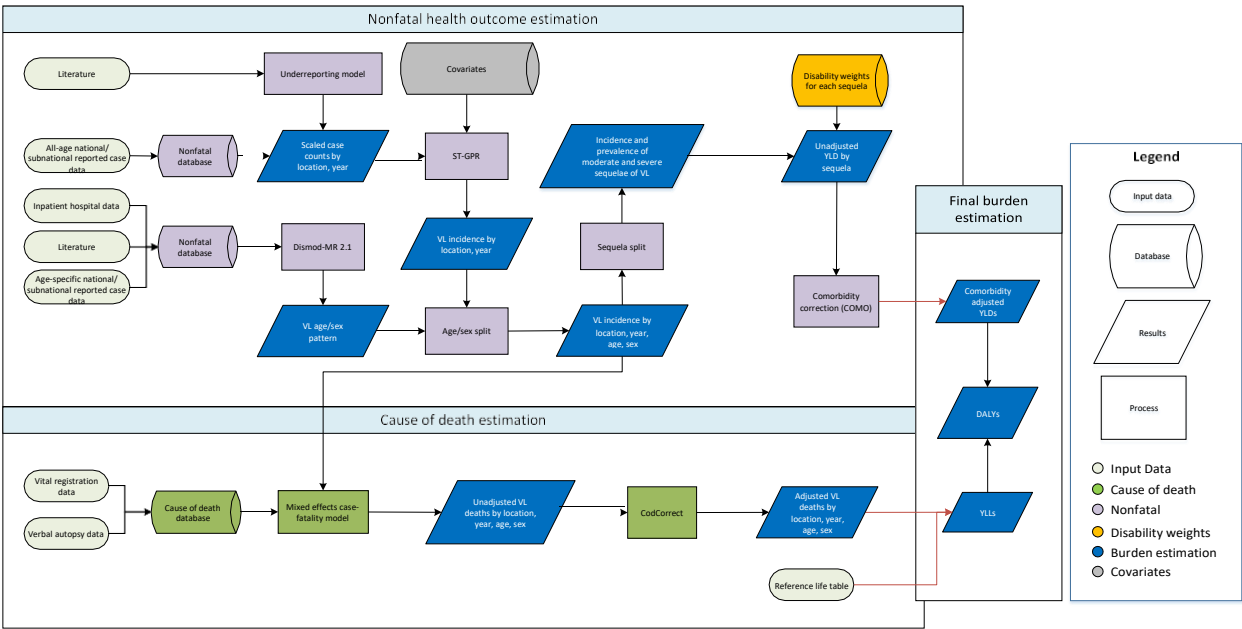 Nonfatal health outcome estimation
Literature
Underreporting model
Covariates
Disability weights
for each sequela
All-age national/
subnational reported case
data
Nonfatal
database
Scaled case
counts by
location, year
ST-GPR
Incidence and
prevalence of
moderate and severe
sequelae of VL
Unadjusted
YLD by
sequela
Inpatient hospital data
Literature
Age-specific national/
subnational reported case
data
Nonfatal
database
Dismod-MR 2.1
VL incidence by
location, year
Sequela split
VL age/sex
pattern
Age/sex split
VL incidence by
location, year,
age, sex
Comorbidity
correction (COMO)
Final burden
estimation
Comorbidity
adjusted
YLDs
DALYs
YLLs
Cause of death estimation
Vital registration
data
Verbal autopsy data
Cause of death
database
Mixed effects case-
fatality model
Unadjusted VL
deaths by location,
year, age, sex
CodCorrect
Adjusted VL
deaths by
location, year,
age, sex
Reference life table
Legend
Input data
Database
Results
Process
Input Data
Cause of death
Nonfatal
Disability weights
Burden estimation
Covariates